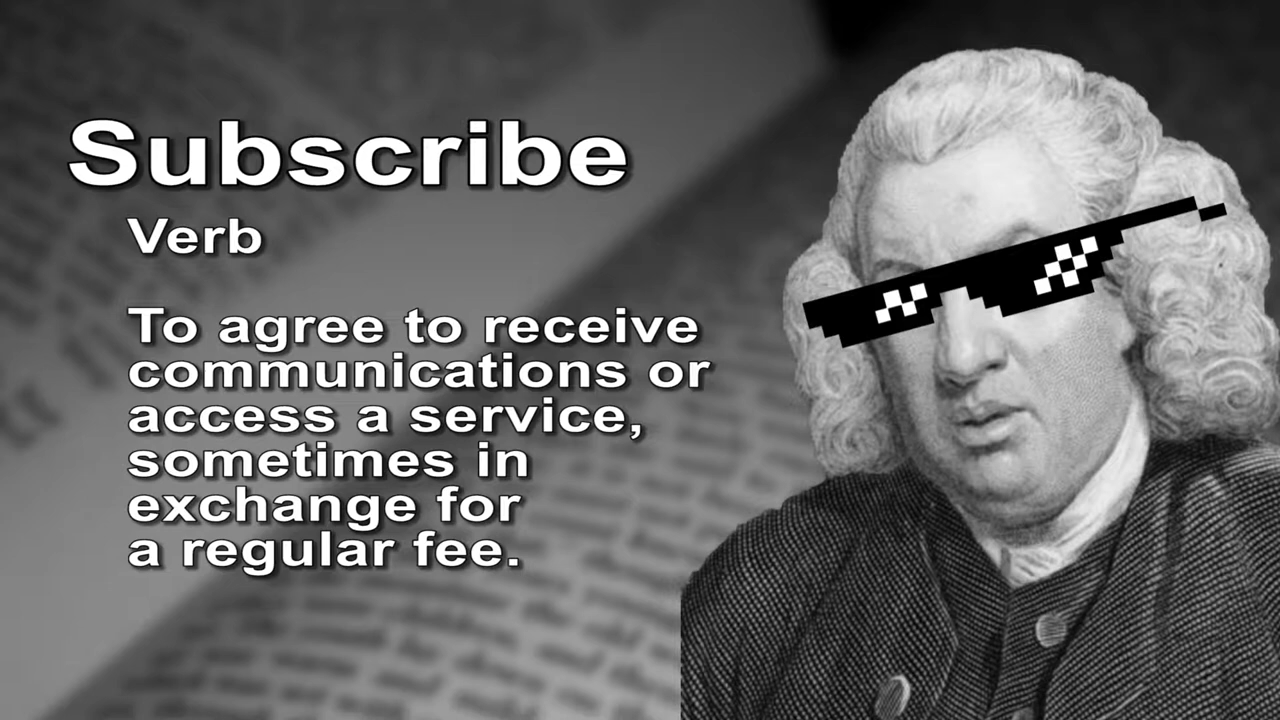 Subscribe
Verb
To agree to receive
communications or
access a service,
sometimes in
exchange for
a regular fee.